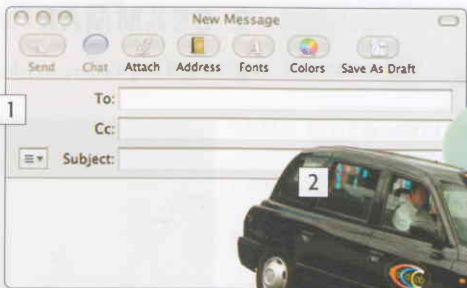 New Message
Send Chat Attach Address Fonts Colors Save As Draft
1
To:
Cc:
Subject:
2